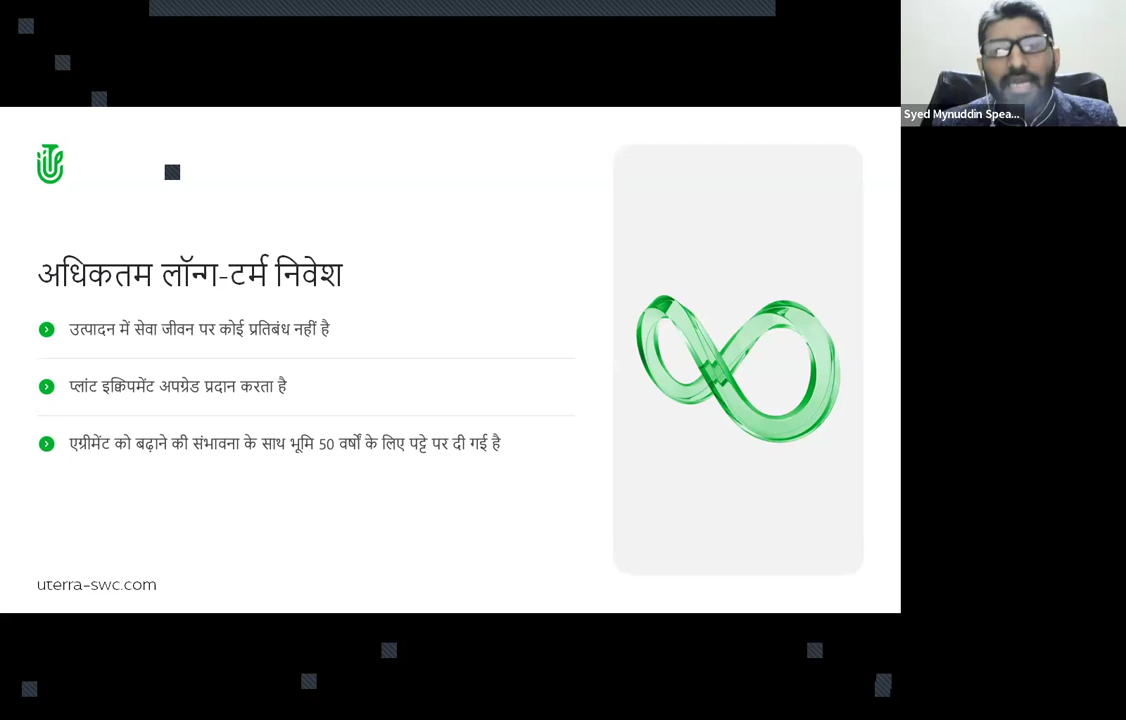 Syed Mynuddin Spea...
अधिकतम लॉन्ग-टर्म निवेश
उत्पादन में सेवा जीवन पर कोई प्रतिबंध नहीं है
प्लांट इक्विपमेंट अपग्रेड प्रदान करता है
एग्रीमेंट को बढ़ाने की संभावना के साथ भूमि 50 वर्षों के लिए पट्टे पर दी गई है
uterra-swc.com